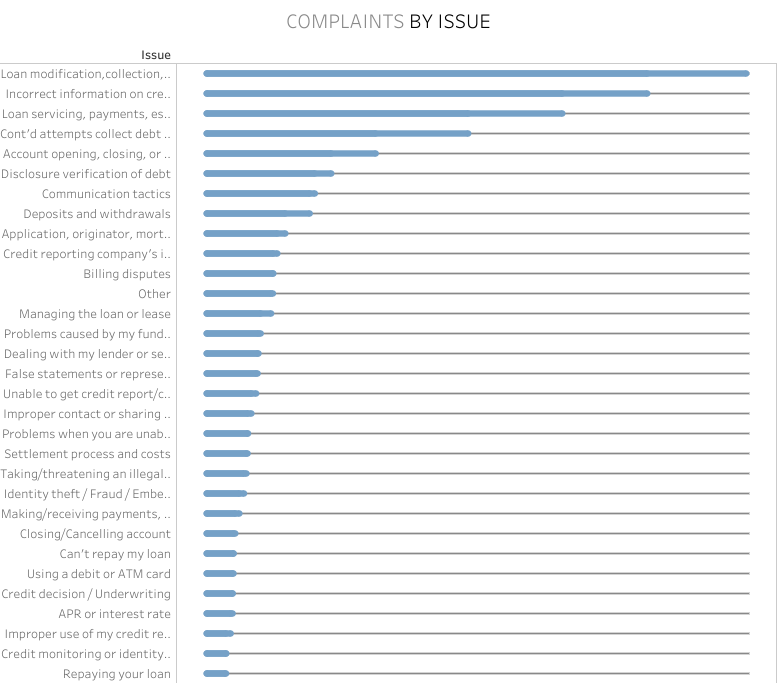 COMPLAINTS BY ISSUE
Issue
Loan modification,collection,..
Incorrect information on cre..
Loan servicing, payments, es..
Cont'd attempts collect debt ..
Account opening, closing, or ..
Disclosure verification of debt
Communication tactics
Deposits and withdrawals
Application, originator, mort..
Credit reporting company's i..
Billing disputes
Other
Managing the loan or lease
Problems caused by my fund..
Dealing with my lender or se..
False statements or represe..
Unable to get credit report/c..
Improper contact or sharing ..
Problems when you are unab..
Settlement process and costs
Taking/threatening an illegal..
Identity theft / Fraud / Embe..
Making/receiving payments, ..
Closing/Cancelling account
Can't repay my loan
Using a debit or ATM card
Credit decision / Underwriting
APR or interest rate
Improper use of my credit re..
Credit monitoring or identity..
Repaying your loan